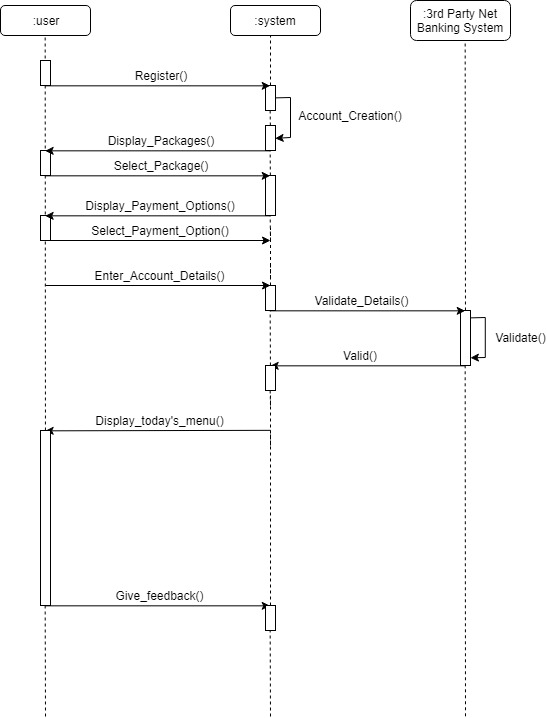 :user
:system
:3rd Party Net
Banking System
Register()
Account_Creation()
Display_Packages()
Select_Package()
Display_Payment_Options()
Select_Payment_Option()
Enter_Account_Details()
Validate_Details()
Validate()
Valid()
Display_today's_menu()
Give_feedback()